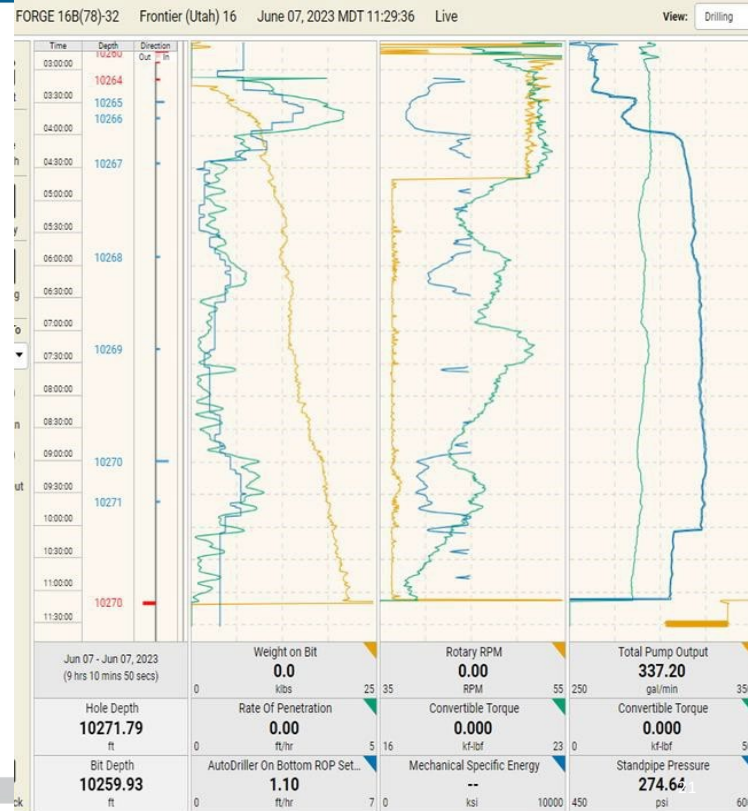 FORGE 16B(78)-32 Frontier (Utah) 16 June 07, 2023 MDT 11:29:36 Live View: Drilling
Time Depth Direction
Out In
10260
03:00:00
10264
03:30:00 10265
10266
04:00:00
04:30:00 10267
05:00:00
05:30:00
06:00:00 10268
06:30:00
07:00:00
07:30:00 10269
08:00:00
08:30:00
09:00:00
10270
09:30:00
10271
10:00:00
10:30:00
11:00:00
10270
11:30:00
Jun 07 - Jun 07, 2023
(9 hrs 10 mins 50 secs)
Hole Depth
10271.79
ft
Bit Depth
10259.93
ft
Weight on Bit
0.0
0 klbs 25
Rate Of Penetration
0.00
0 ft/hr 5
AutoDriller On Bottom ROP Set...
1.10
0 ft/hr 7
Rotary RPM
0.00
35 RPM 55
Convertible Torque
0.000
16 kf-lbf 23
Mechanical Specific Energy
--
0 ksi 10000
Total Pump Output
337.20
250 gal/min 35
Convertible Torque
0.000
0 kf-lbf 5
Standpipe Pressure
274.64
450 psi 60
21